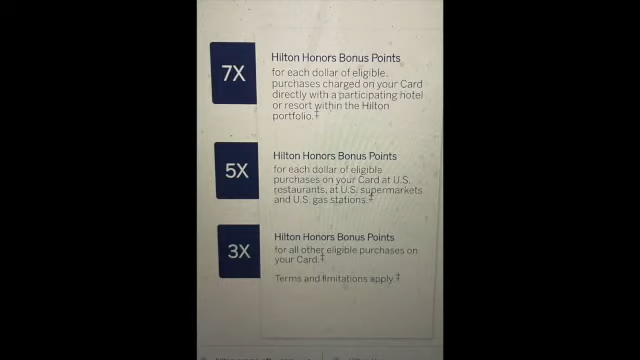 7X
Hilton Honors Bonus Points
for each dollar of eligible
purchases charged on your Card
directly with a participating hotel
or resort within the Hilton
portfolio.‡
5X
Hilton Honors Bonus Points
for each dollar of eligible
purchases on your Card at U.S.
restaurants, at U.S. supermarkets
and U.S. gas stations.‡
3X
Hilton Honors Bonus Points
for all other eligible purchases on
your Card.‡
Terms and limitations apply.‡